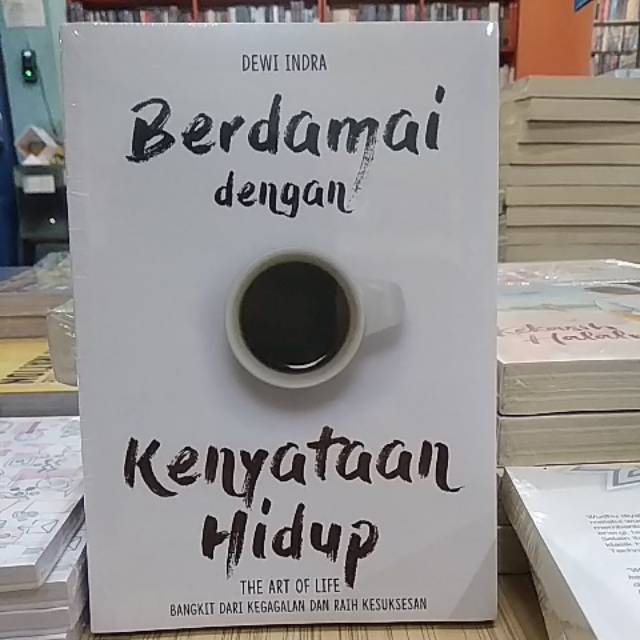 DEWI INDRA
Berdamai
dengan
Kenyataan
Hidup
THE ART OF LIFE
BANGKIT DARI KEGAGALAN DAN RAIH KESUKSESAN